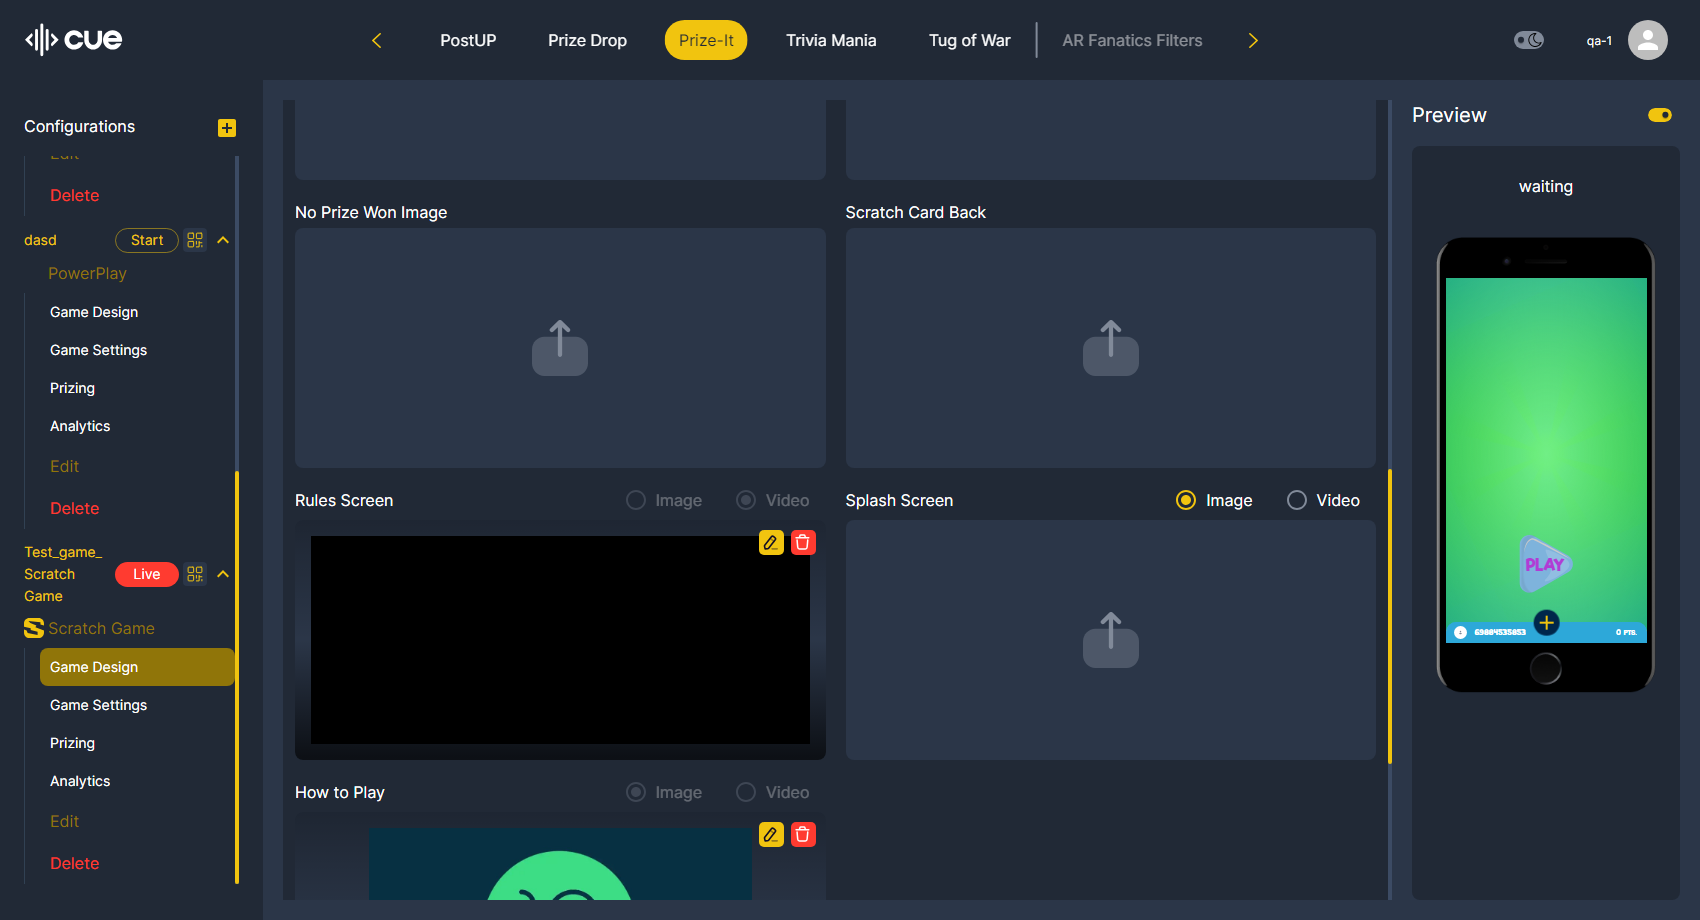 cue
PostUP
Prize Drop
Prize-It
Trivia Mania
Tug of War
AR Fanatics Filters
qa-1
Configurations
Edit
Delete
dasd
Start
PowerPlay
Game Design
Game Settings
Prizing
Analytics
Edit
Delete
Test_game_
Scratch
Game
Live
Scratch Game
Game Design
Game Settings
Prizing
Analytics
Edit
Delete
No Prize Won Image
Scratch Card Back
Rules Screen
Image
Video
Splash Screen
Image
Video
How to Play
Image
Video
Preview
waiting
PLAY
0 PTS.